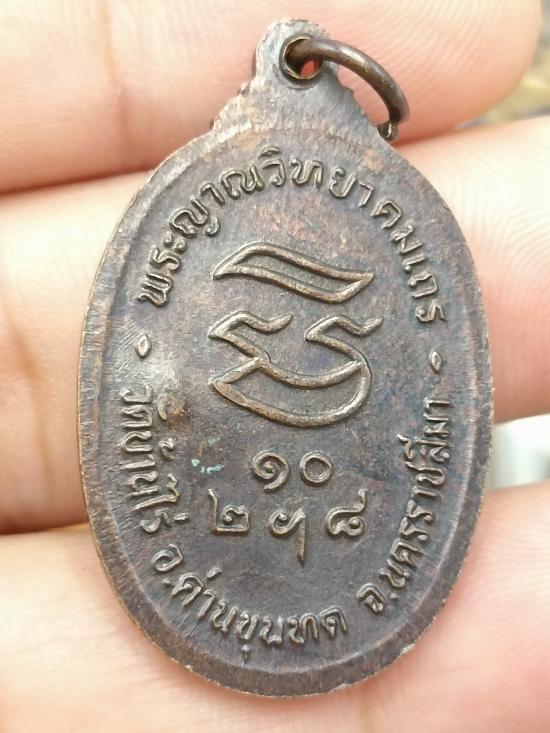 พระญาณวิทยาคมเถร
๑๐
๒ ฯ ๘
วัดบ้านไร่ อ.ด่านขุนทด จ.นครราชสีมา